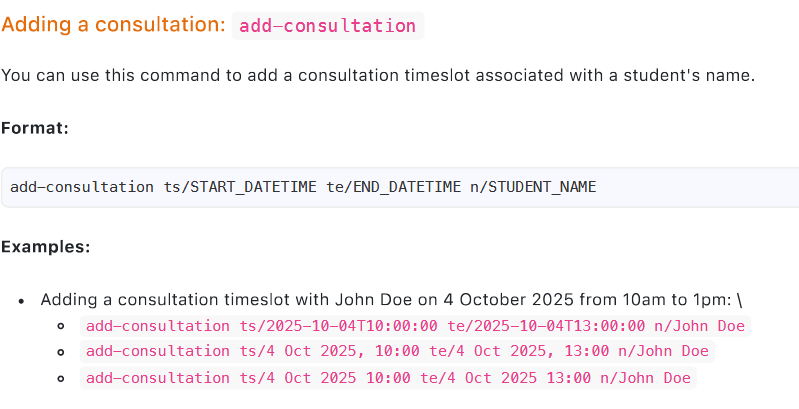 Adding a consultation: add-consultation
You can use this command to add a consultation timeslot associated with a student's name.
Format:
add-consultation ts/START_DATETIME te/END_DATETIME n/STUDENT_NAME
Examples:
• Adding a consultation timeslot with John Doe on 4 October 2025 from 10am to 1pm: \
add-consultation ts/2025-10-04T10:00:00 te/2025-10-04T13:00:00 n/John Doe
add-consultation ts/4 Oct 2025, 10:00 te/4 Oct 2025, 13:00 n/John Doe
add-consultation ts/4 Oct 2025 10:00 te/4 Oct 2025 13:00 n/John Doe